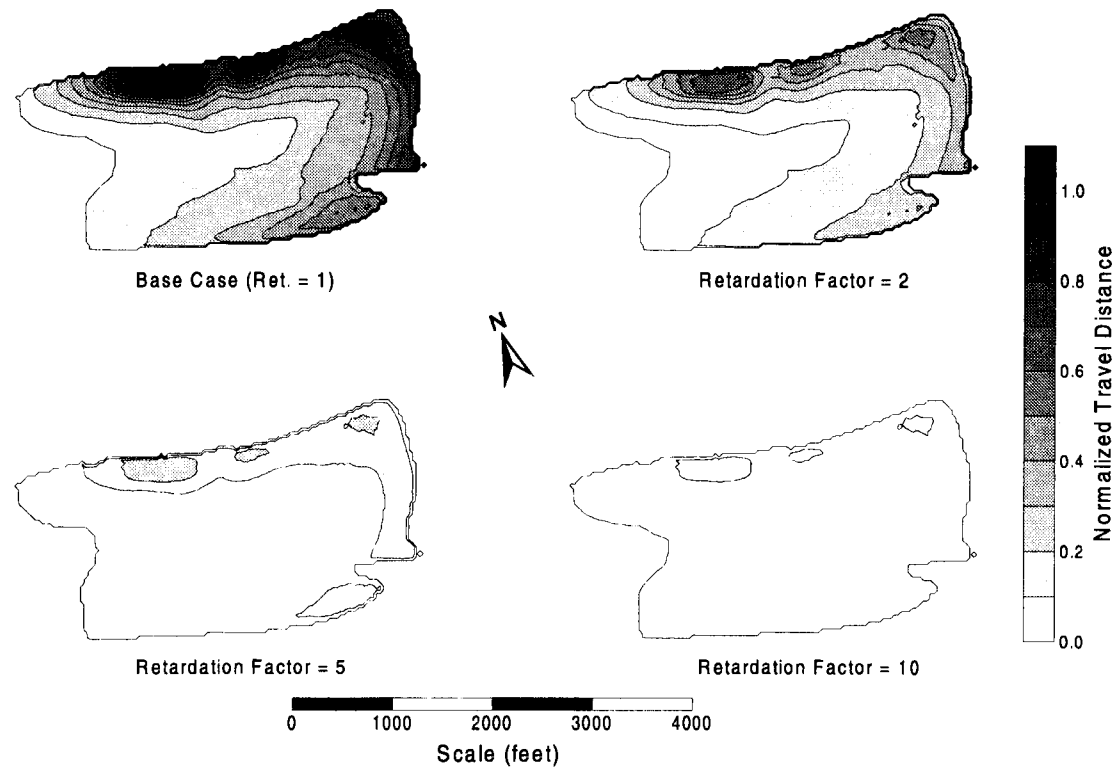 Base Case (Ret. = 1)
Retardation Factor = 2
N
Retardation Factor = 5
Retardation Factor = 10
0 1000 2000 3000 4000
Scale (feet)
1.0
0.8
0.6
0.4
0.2
0.0
Normalized Travel Distance